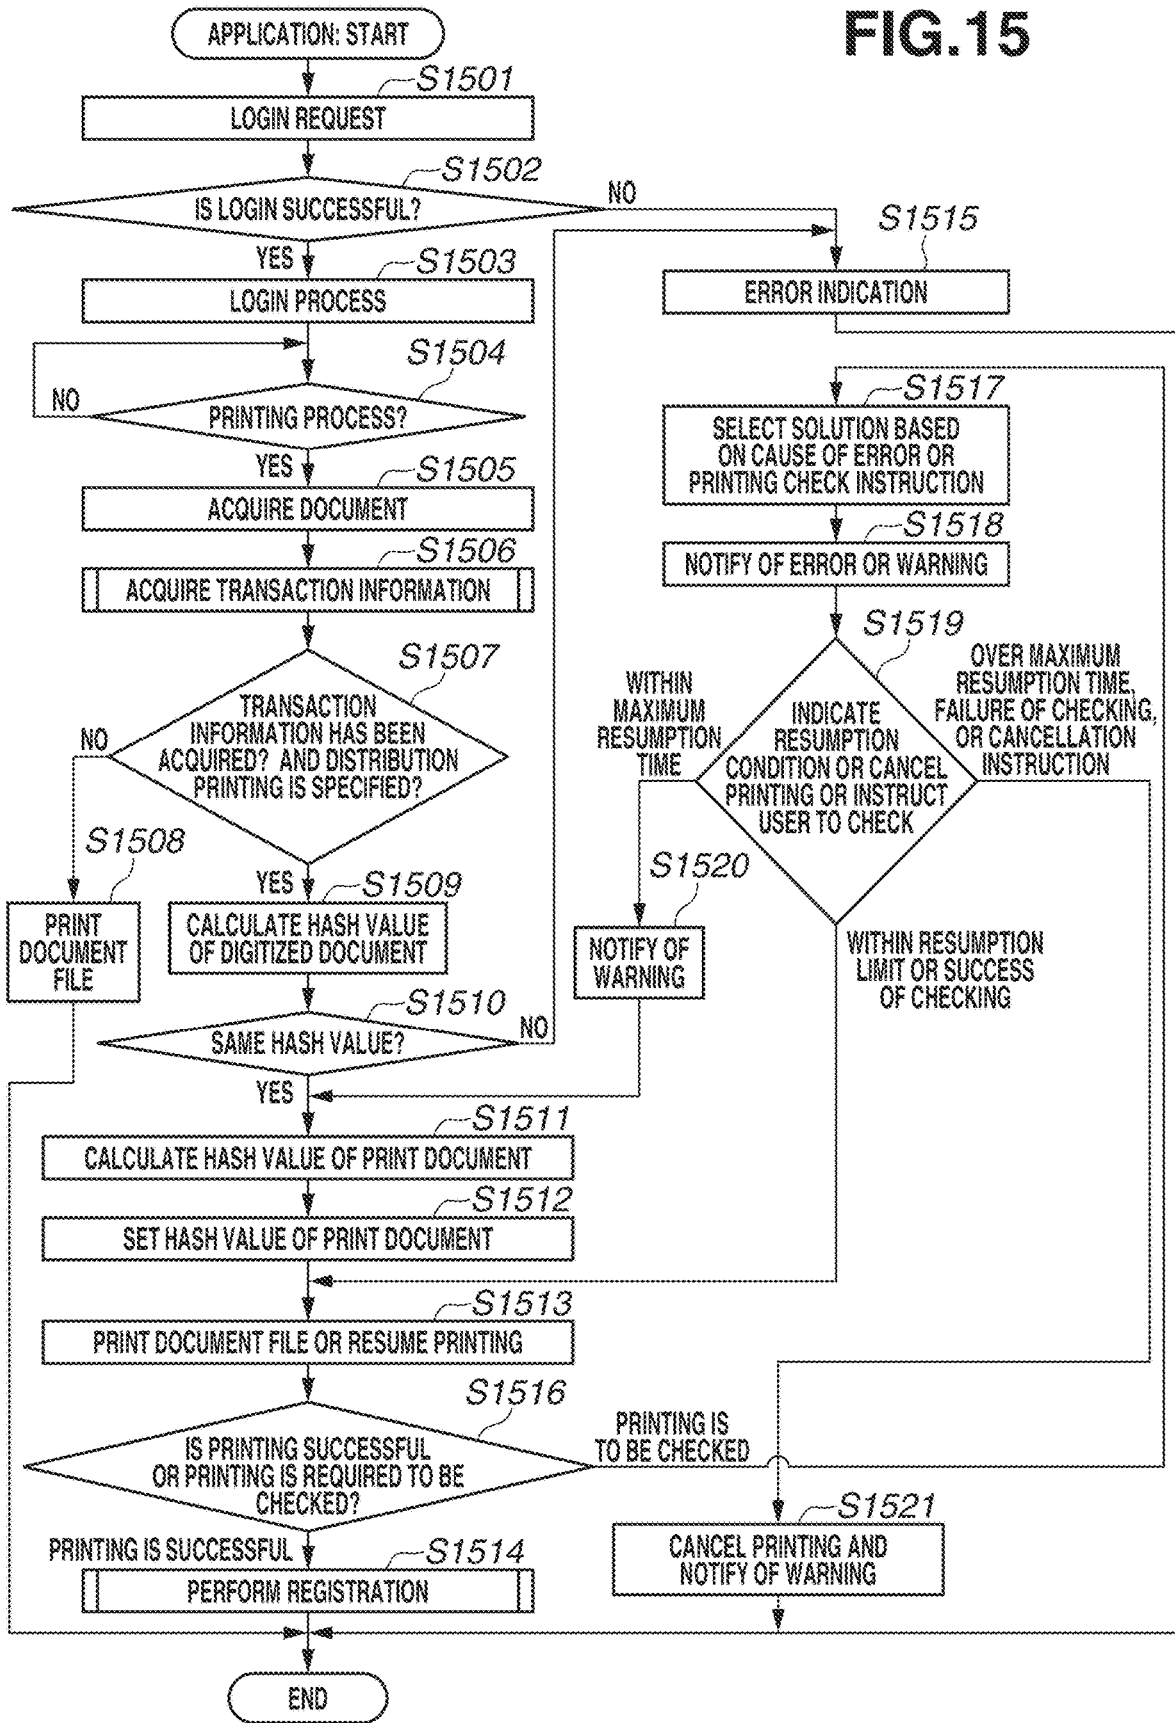 FIG.15
APPLICATION: START
S1501
LOGIN REQUEST
S1502
IS LOGIN SUCCESSFUL?
NO
YES
S1503
LOGIN PROCESS
S1504
NO
PRINTING PROCESS?
YES
S1505
ACQUIRE DOCUMENT
S1506
ACQUIRE TRANSACTION INFORMATION
S1507
TRANSACTION
INFORMATION HAS BEEN
ACQUIRED? AND DISTRIBUTION
PRINTING IS SPECIFIED?
NO
S1508
PRINT
DOCUMENT
FILE
YES
S1509
CALCULATE HASH VALUE
OF DIGITIZED DOCUMENT
S1510
SAME HASH VALUE?
NO
YES
S1511
CALCULATE HASH VALUE OF PRINT DOCUMENT
S1512
SET HASH VALUE OF PRINT DOCUMENT
S1513
PRINT DOCUMENT FILE OR RESUME PRINTING
S1516
IS PRINTING SUCCESSFUL
OR PRINTING IS REQUIRED TO BE
CHECKED?
PRINTING IS
TO BE CHECKED
PRINTING IS SUCCESSFUL
S1514
PERFORM REGISTRATION
END
S1515
ERROR INDICATION
S1517
SELECT SOLUTION BASED
ON CAUSE OF ERROR OR
PRINTING CHECK INSTRUCTION
S1518
NOTIFY OF ERROR OR WARNING
S1519
INDICATE
RESUMPTION
CONDITION OR CANCEL
PRINTING OR INSTRUCT
USER TO CHECK
WITHIN
MAXIMUM
RESUMPTION
TIME
OVER MAXIMUM
RESUMPTION TIME,
FAILURE OF CHECKING,
OR CANCELLATION
INSTRUCTION
S1520
NOTIFY OF
WARNING
WITHIN RESUMPTION
LIMIT OR SUCCESS
OF CHECKING
S1521
CANCEL PRINTING AND
NOTIFY OF WARNING